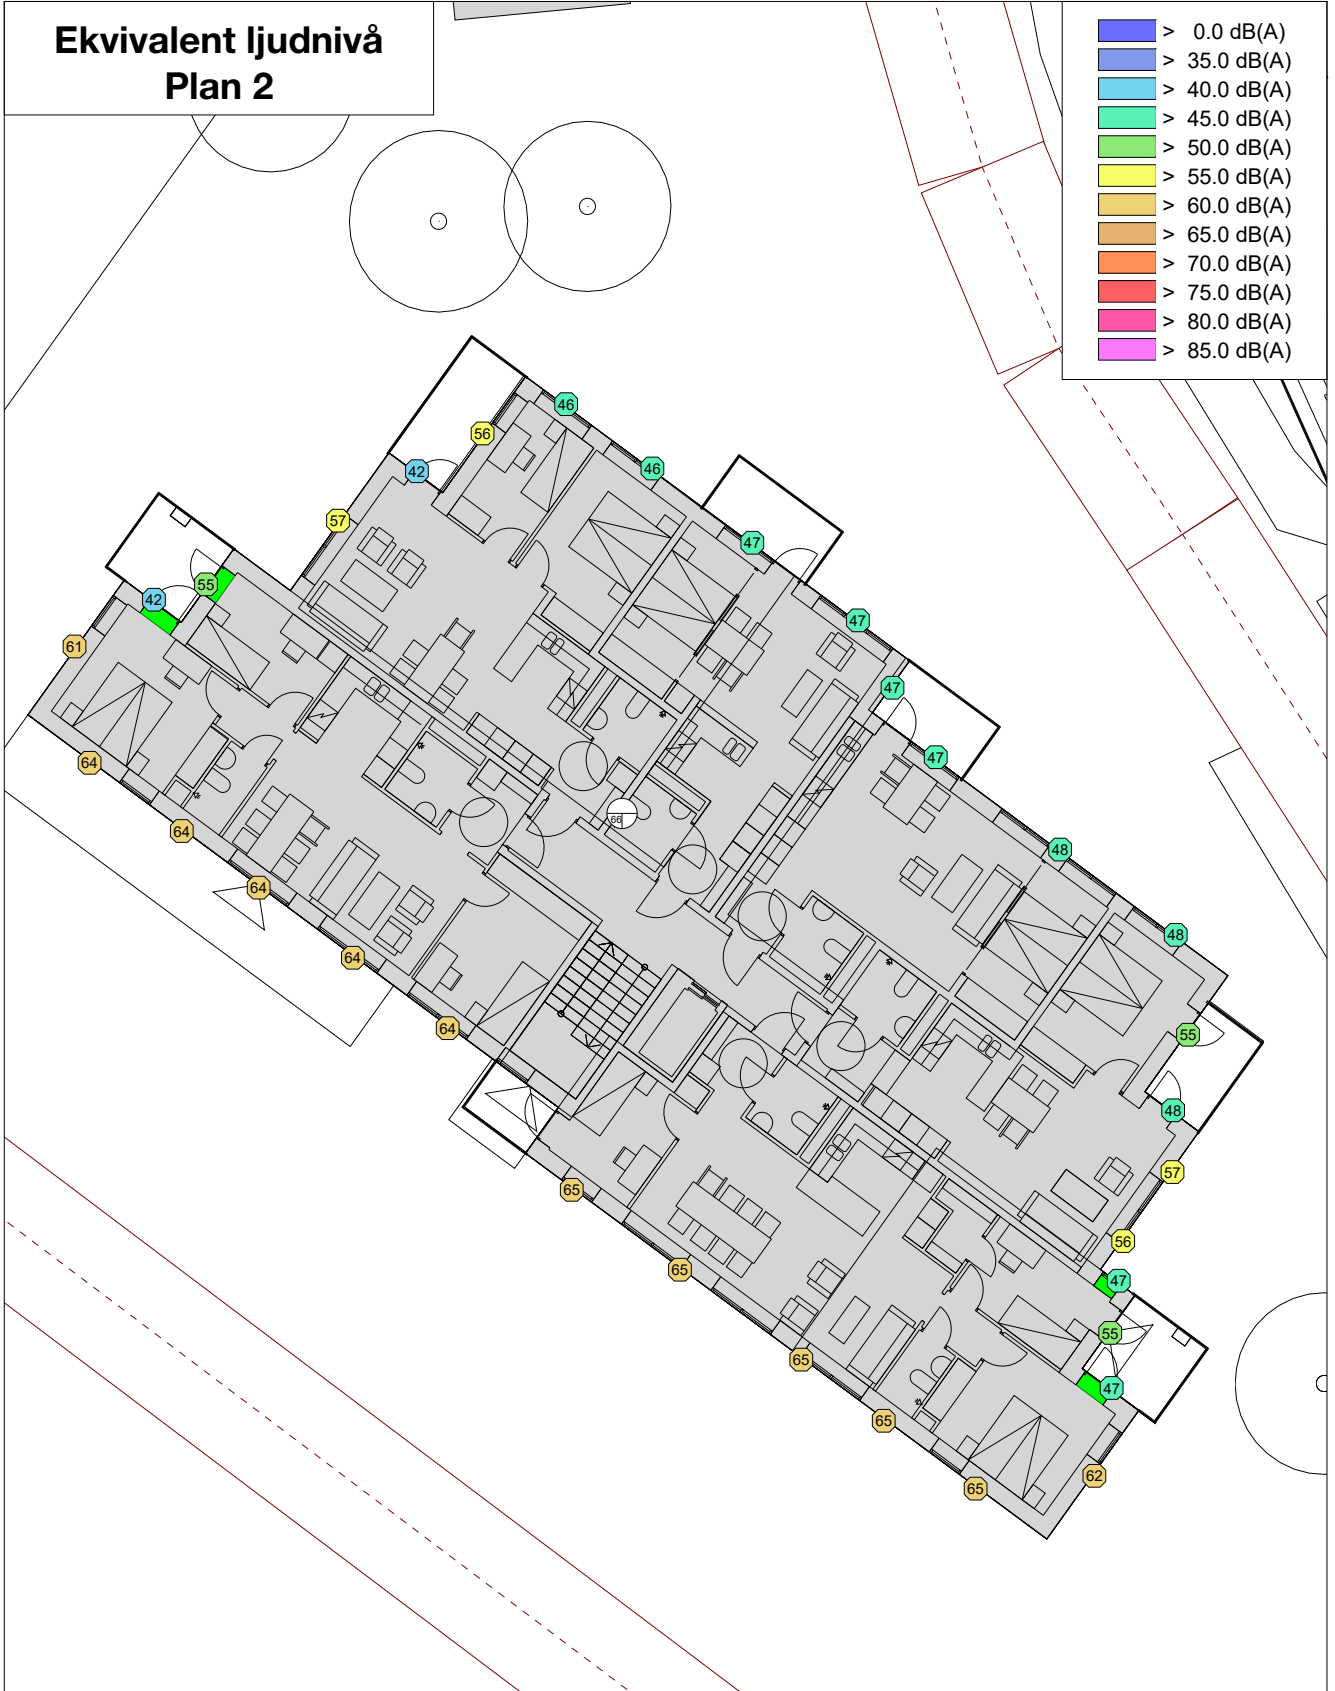 Ekvivalent ljudnivå
Plan 2
> 0.0 dB(A)
> 35.0 dB(A)
> 40.0 dB(A)
> 45.0 dB(A)
> 50.0 dB(A)
> 55.0 dB(A)
> 60.0 dB(A)
> 65.0 dB(A)
> 70.0 dB(A)
> 75.0 dB(A)
> 80.0 dB(A)
> 85.0 dB(A)
46
56
46
42
57
47
55
42
47
61
47
47
64
66
64
48
64
48
64
64
55
48
57
65
56
65
47
55
65
47
65
62
65